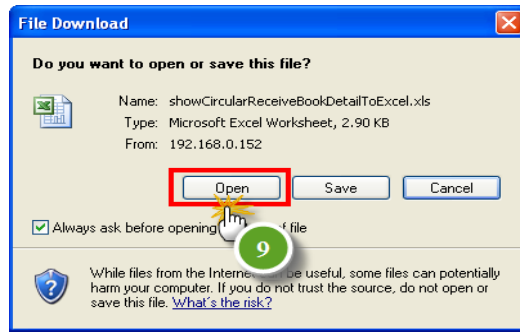 File Download
Do you want to open or save this file?
Name: showCircularReceiveBookDetailToExcel.xls
Type: Microsoft Excel Worksheet, 2.90 KB
From: 192.168.0.152
Open Save Cancel
Always ask before opening of file
9
While files from the Internet can be useful, some files can potentially
harm your computer. If you do not trust the source, do not open or
save this file. What's the risk?